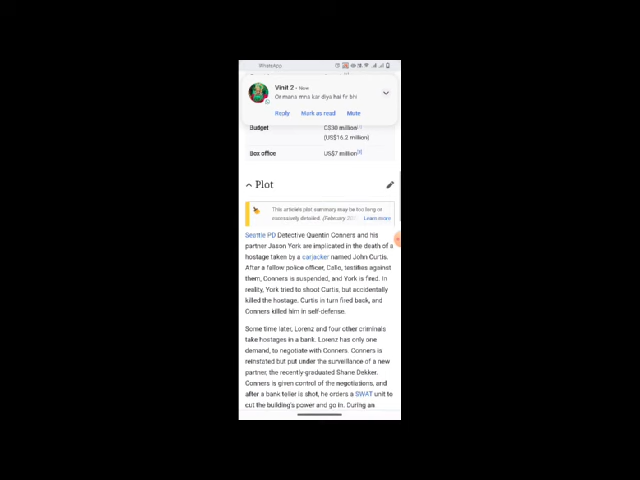 WhatsApp
Vinit 2 • Now
mana kar diya hai fir bhi
Reply Mark as read Mute
Budget C$38 million
(US$16.2 million)
Box office US$7 million
Plot
This article's plot summary may be too long or
excessively detailed. (February Learn more
Seattle PD Detective Quentin Conners and his
partner Jason York are implicated in the death of a
hostage taken by a carjacker named John Curtis.
After a fellow police officer, Callo, testifies against
them, Conners is suspended, and York is fired. In
reality, York tried to shoot Curtis, but accidentally
killed the hostage. Curtis in turn fired back, and
Conners killed him in self-defense.
Some time later, Lorenz and four other criminals
take hostages in a bank. Lorenz has only one
demand, to negotiate with Conners. Conners is
reinstated but put under the surveillance of a new
partner, the recently-graduated Shane Dekker.
Conners is given control of the negotiations, and
after a bank teller is shot, he orders a SWAT unit to
cut the building's power and go in. During an